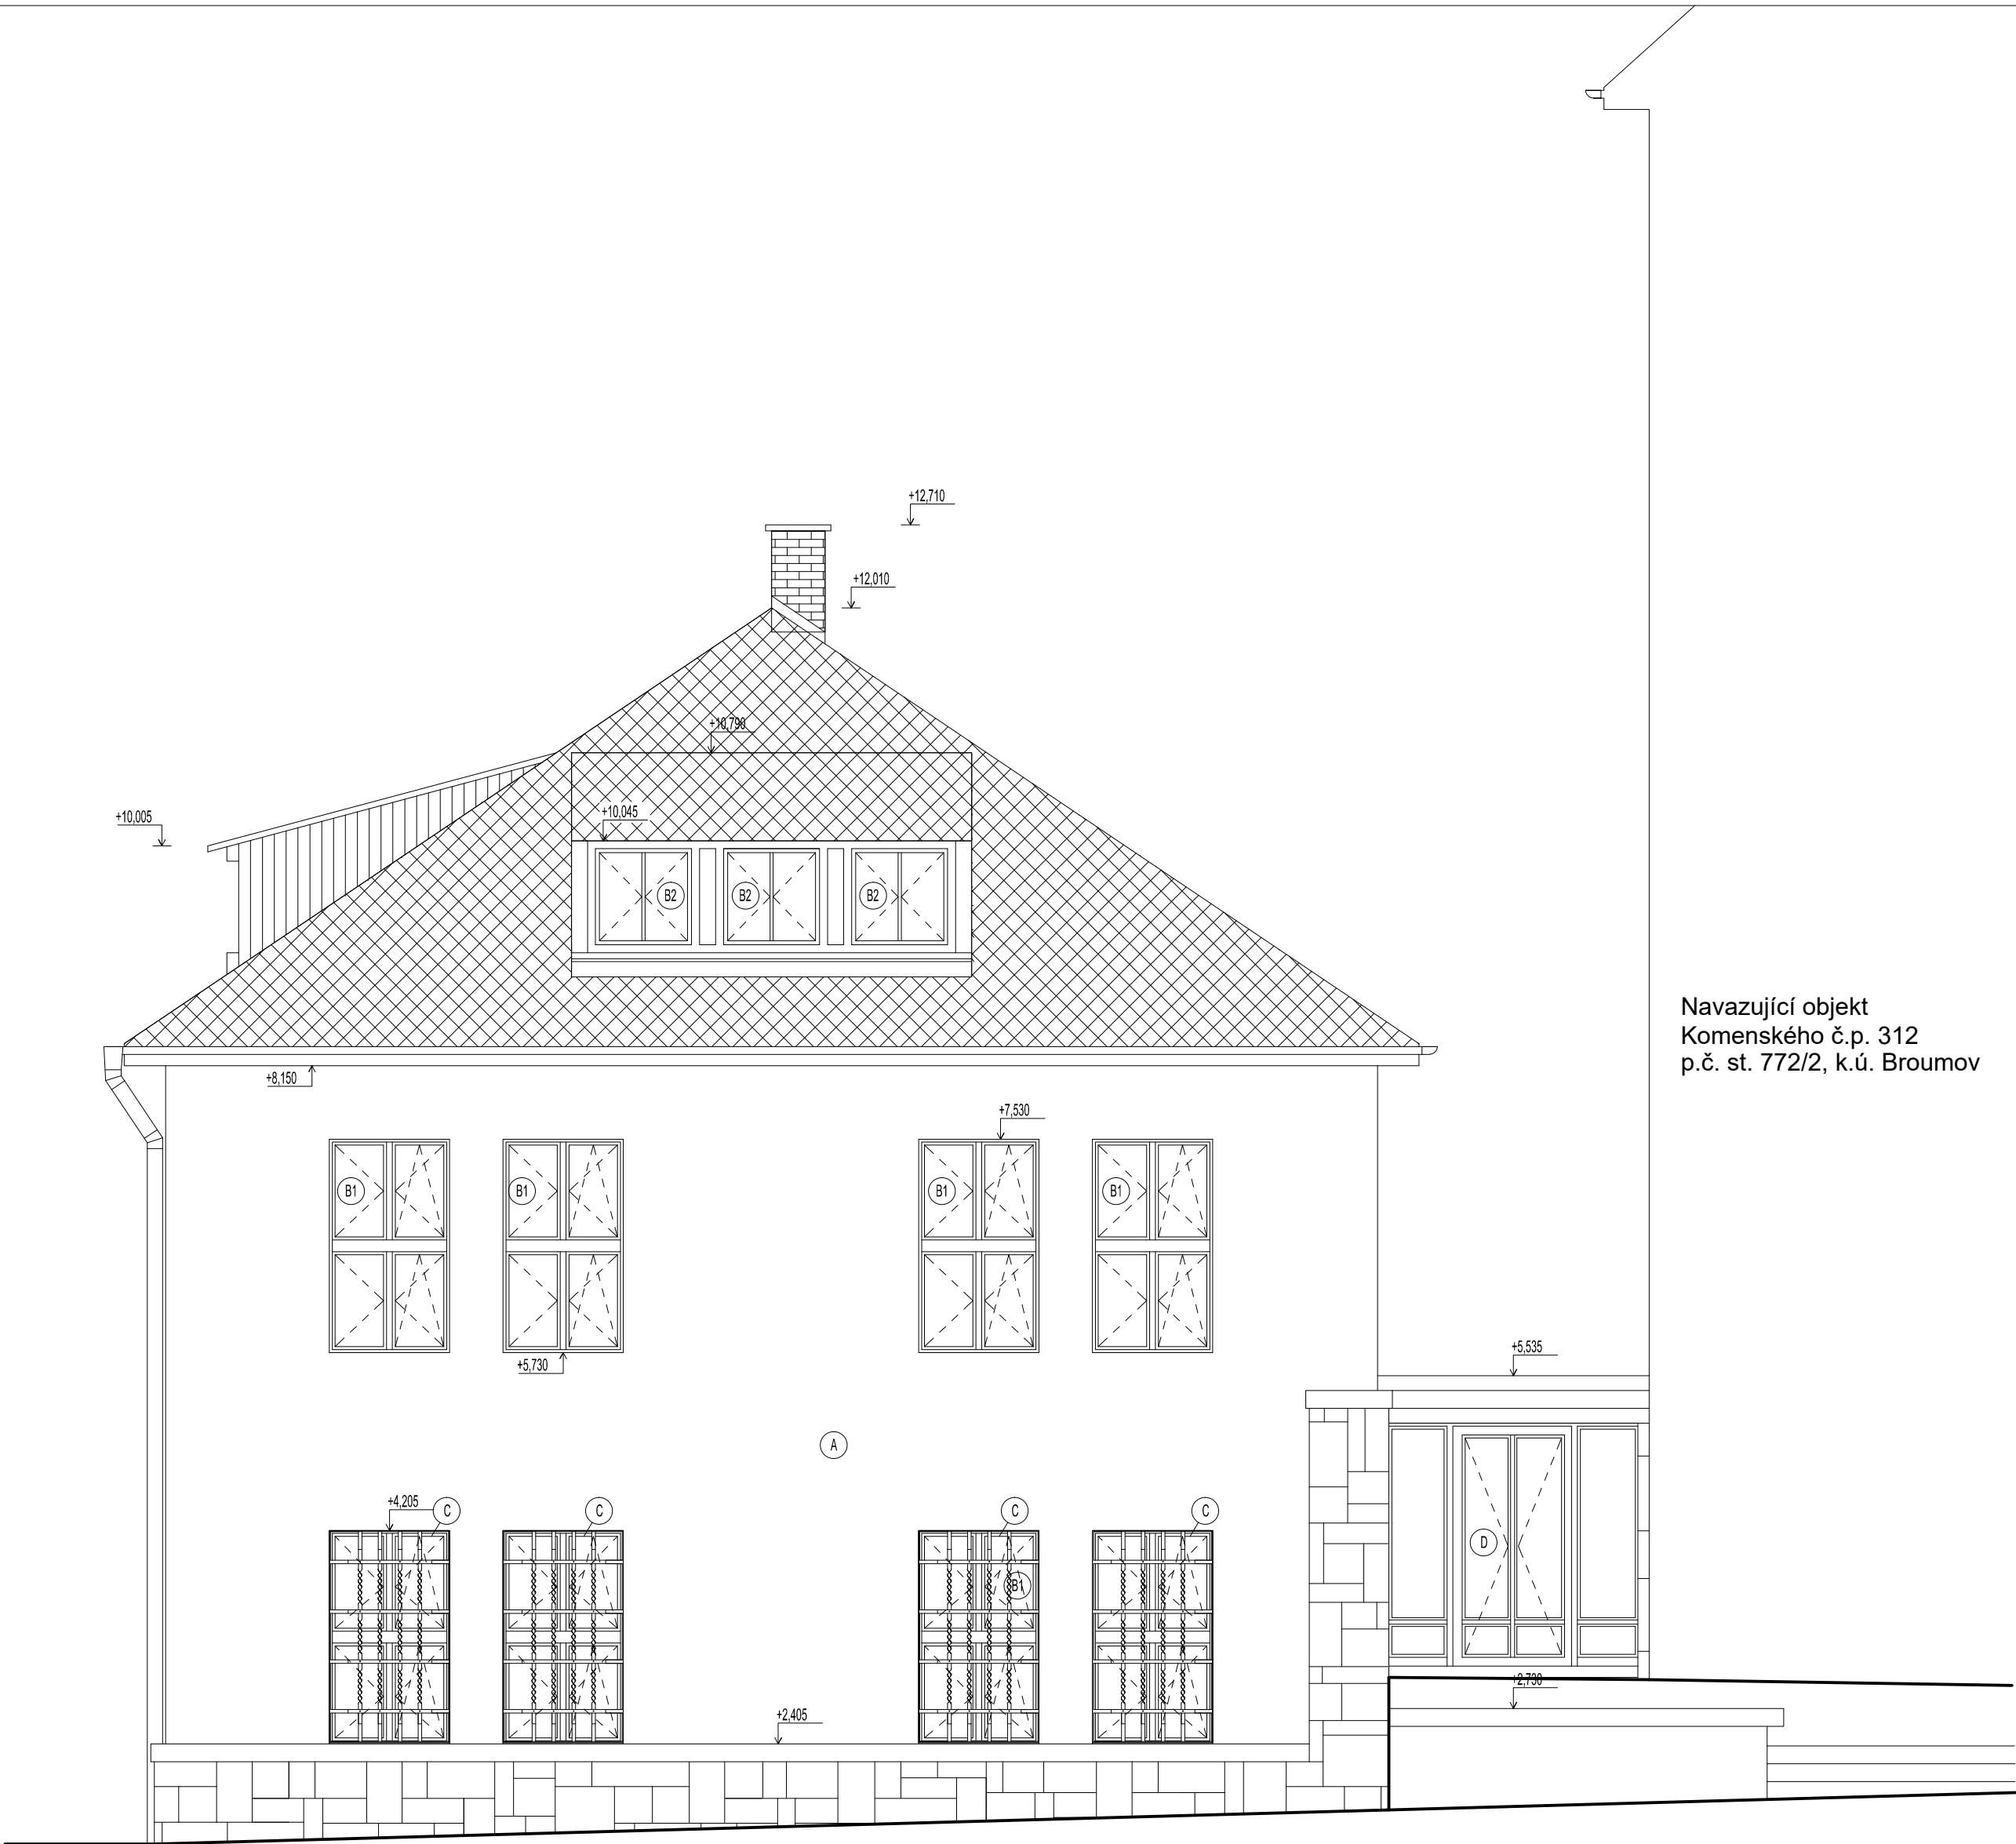 +12,710
+12,010
+10,790
+10,005
+10,045
B2 B2 B2
Navazující objekt
Komenského č.p. 312
p.č. st. 772/2, k.ú. Broumov
+8,150
+7,530
B1 B1 B1 B1
+5,730
+5,535
A
+4,205 C C C C
D
B1
+2,730
+2,405